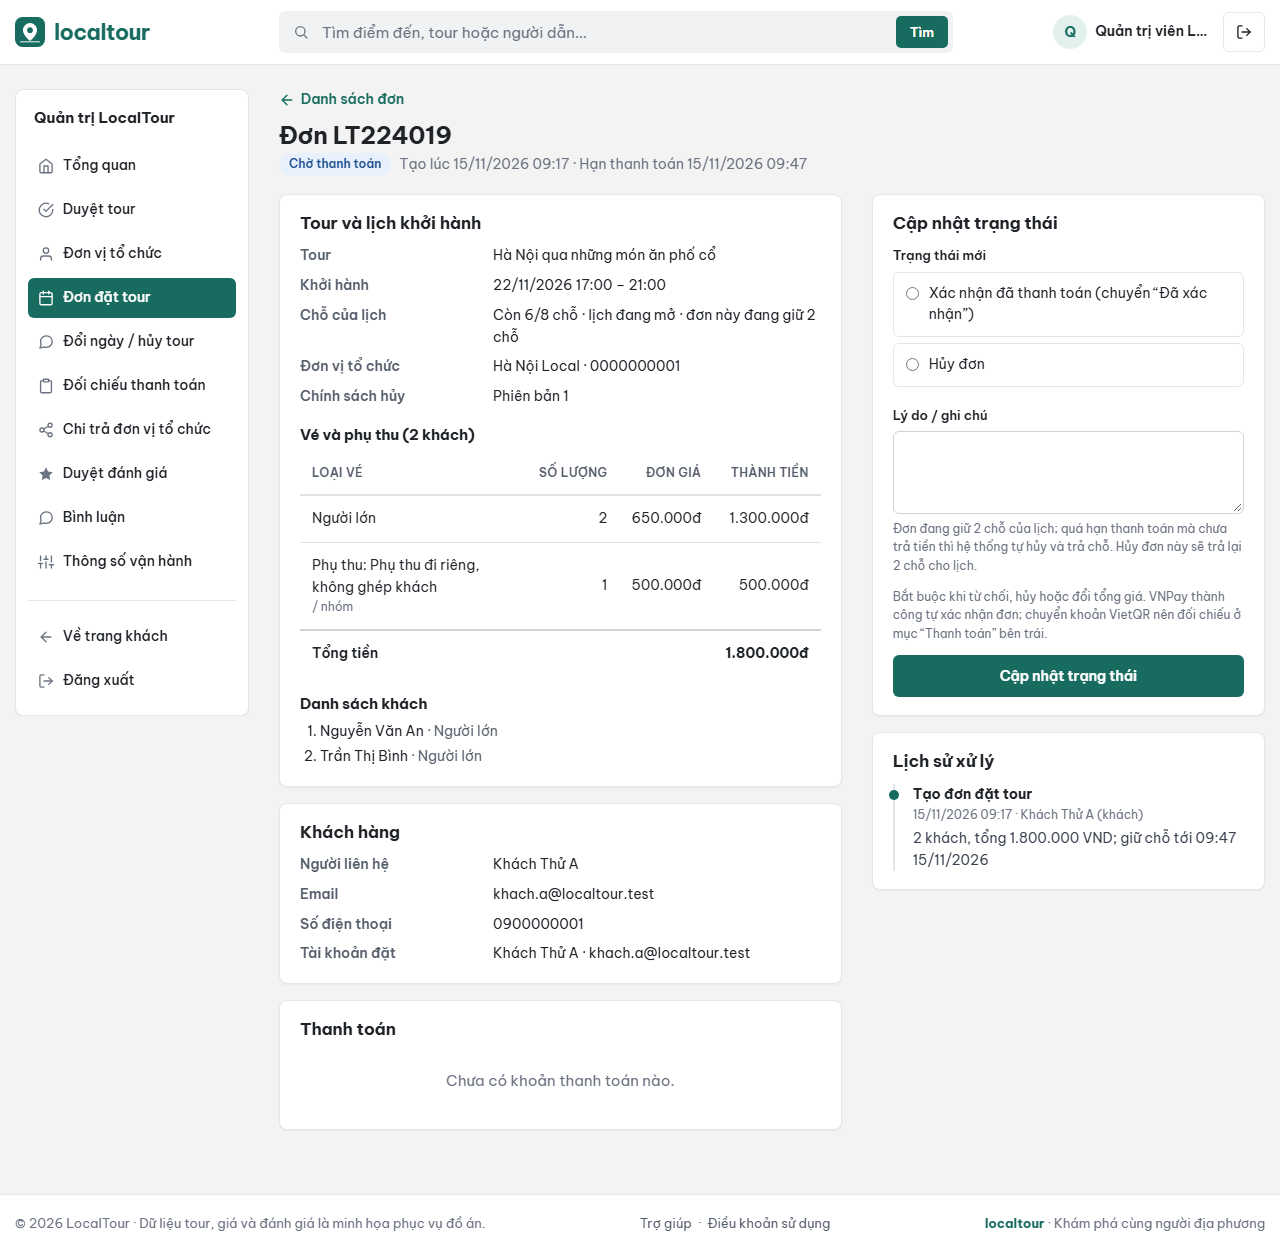 localtour
Tìm điểm đến, tour hoặc người dẫn...
Tìm
Q
Quản trị viên L...
Quản trị LocalTour
Tổng quan
Duyệt tour
Đơn vị tổ chức
Đơn đặt tour
Đổi ngày / hủy tour
Đối chiếu thanh toán
Chi trả đơn vị tổ chức
Duyệt đánh giá
Bình luận
Thông số vận hành
Về trang khách
Đăng xuất
Danh sách đơn
Đơn LT224019
Chờ thanh toán Tạo lúc 15/11/2026 09:17 · Hạn thanh toán 15/11/2026 09:47
Tour và lịch khởi hành
Tour Hà Nội qua những món ăn phố cổ
Khởi hành 22/11/2026 17:00 – 21:00
Chỗ của lịch Còn 6/8 chỗ · lịch đang mở · đơn này đang giữ 2
chỗ
Đơn vị tổ chức Hà Nội Local · 0000000001
Chính sách hủy Phiên bản 1
Vé và phụ thu (2 khách)
LOẠI VÉ SỐ LƯỢNG ĐƠN GIÁ THÀNH TIỀN
Người lớn 2 650.000đ 1.300.000đ
Phụ thu: Phụ thu đi riêng,
không ghép khách 1 500.000đ 500.000đ
/ nhóm
Tổng tiền 1.800.000đ
Danh sách khách
1. Nguyễn Văn An · Người lớn
2. Trần Thị Bình · Người lớn
Khách hàng
Người liên hệ Khách Thử A
Email khach.a@localtour.test
Số điện thoại 0900000001
Tài khoản đặt Khách Thử A · khach.a@localtour.test
Thanh toán
Chưa có khoản thanh toán nào.
Cập nhật trạng thái
Trạng thái mới
Xác nhận đã thanh toán (chuyển “Đã xác
nhận”)
Hủy đơn
Lý do / ghi chú
Đơn đang giữ 2 chỗ của lịch; quá hạn thanh toán mà chưa
trả tiền thì hệ thống tự hủy và trả chỗ. Hủy đơn này sẽ trả lại
2 chỗ cho lịch.
Bắt buộc khi từ chối, hủy hoặc đổi tổng giá. VNPay thành
công tự xác nhận đơn; chuyển khoản VietQR nên đối chiếu ở
mục “Thanh toán” bên trái.
Cập nhật trạng thái
Lịch sử xử lý
Tạo đơn đặt tour
15/11/2026 09:17 · Khách Thử A (khách)
2 khách, tổng 1.800.000 VND; giữ chỗ tới 09:47
15/11/2026
© 2026 LocalTour · Dữ liệu tour, giá và đánh giá là minh họa phục vụ đồ án.
Trợ giúp · Điều khoản sử dụng
localtour · Khám phá cùng người địa phương